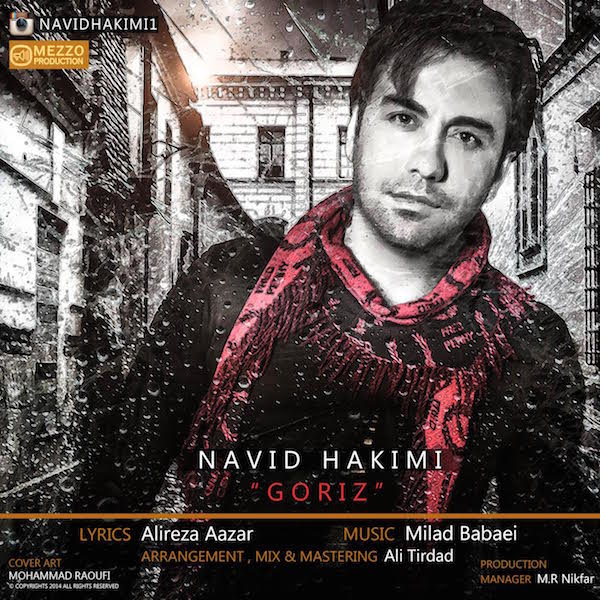 NAVIDHAKIMI1
MEZZO
PRODUCTION
NAVID HAKIMI
“GORIZ”
LYRICS Alireza Aazar MUSIC Milad Babaei
ARRANGEMENT , MIX & MASTERING Ali Tirdad
COVER ART
MOHAMMAD RAOUFI
© COPYRIGHTS 2014 ALL RIGHTS RESERVED
PRODUCTION
MANAGER M.R Nikfar